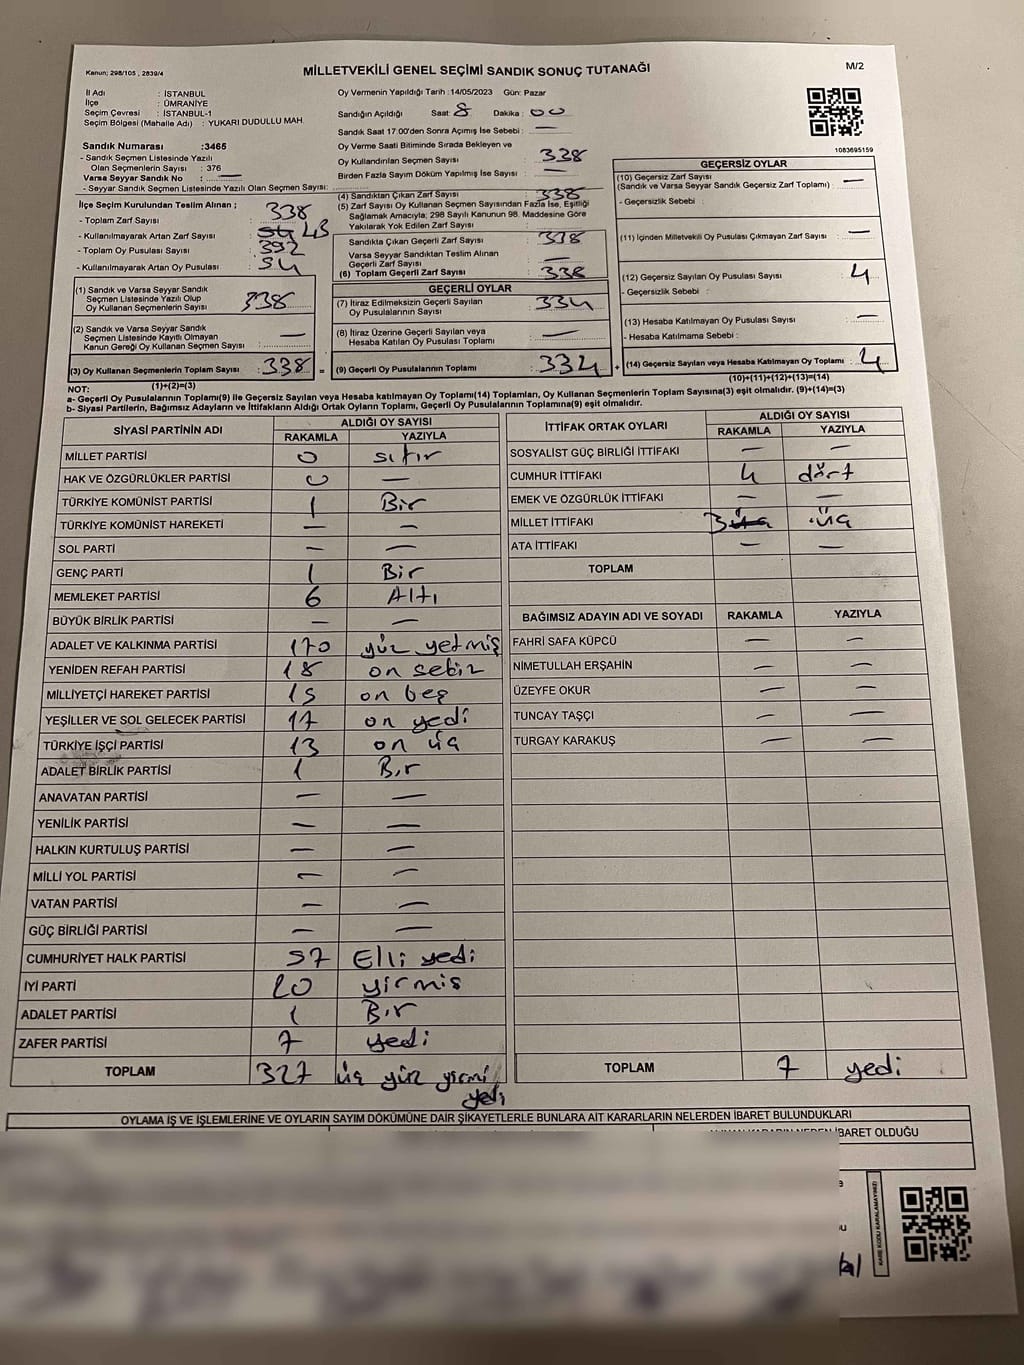 Kanun; 298/105 , 2839/4
MİLLETVEKİLİ GENEL SEÇİMİ SANDIK SONUÇ TUTANAĞI
M/2
İl Adı : İSTANBUL
İlçe : ÜMRANİYE
Seçim Çevresi : İSTANBUL-1
Seçim Bölgesi (Mahalle Adı) : YUKARI DUDULLU MAH.
Sandık Numarası :3465
- Sandık Seçmen Listesinde Yazılı
Olan Seçmenlerin Sayısı : 376
Varsa Seyyar Sandık No : —
- Seyyar Sandık Seçmen Listesinde Yazılı Olan Seçmen Sayısı:
Oy Vermenin Yapıldığı Tarih :14/05/2023 Gün: Pazar
Sandığın Açıldığı Saat: 8 Dakika : 00
Sandık Saat 17.00'den Sonra Açımış İse Sebebi : —
Oy Verme Saati Bitiminde Sırada Bekleyen ve
Oy Kullandırılan Seçmen Sayısı : 338
Birden Fazla Sayım Döküm Yapılmış İse Sayısı : —
1083695159
İlçe Seçim Kurulundan Teslim Alınan ;
- Toplam Zarf Sayısı : 338
- Kullanılmayarak Artan Zarf Sayısı : 43
- Toplam Oy Pusulası Sayısı : 392
- Kullanılmayarak Artan Oy Pusulası : 54
(1) Sandık ve Varsa Seyyar Sandık
Seçmen Listesinde Yazılı Olup
Oy Kullanan Seçmenlerin Sayısı : 338
(2) Sandık ve Varsa Seyyar Sandık
Seçmen Listesinde Kayıtlı Olmayan
Kanun Gereği Oy Kullanan Seçmen Sayısı : —
(3) Oy Kullanan Seçmenlerin Toplam Sayısı : 338 =
(1)+(2)=(3)
(4) Sandıktan Çıkan Zarf Sayısı : 338
(5) Zarf Sayısı Oy Kullanan Seçmen Sayısından Fazla İse, Eşitliği
Sağlamak Amacıyla; 298 Sayılı Kanunun 98. Maddesine Göre
Yakılarak Yok Edilen Zarf Sayısı :
Sandıkta Çıkan Geçerli Zarf Sayısı : 338
Varsa Seyyar Sandıktan Teslim Alınan
Geçerli Zarf Sayısı : —
(6) Toplam Geçerli Zarf Sayısı : 338
GEÇERLİ OYLAR
(7) İtiraz Edilmeksizin Geçerli Sayılan
Oy Pusulalarının Sayısı : 334
(8) İtiraz Üzerine Geçerli Sayılan veya
Hesaba Katılan Oy Pusulası Toplamı : —
(9) Geçerli Oy Pusulalarının Toplamı : 334 +
GEÇERSİZ OYLAR
(10) Geçersiz Zarf Sayısı : —
(Sandık ve Varsa Seyyar Sandık Geçersiz Zarf Toplamı)
- Geçersizlik Sebebi :
(11) İçinden Milletvekili Oy Pusulası Çıkmayan Zarf Sayısı : —
(12) Geçersiz Sayılan Oy Pusulası Sayısı : 4
- Geçersizlik Sebebi :
(13) Hesaba Katılmayan Oy Pusulası Sayısı : —
- Hesaba Katılmama Sebebi :
(14) Geçersiz Sayılan veya Hesaba Katılmayan Oy Toplamı : 4
(10)+(11)+(12)+(13)=(14)
NOT:
a- Geçerli Oy Pusulalarının Toplamı(9) ile Geçersiz Sayılan veya Hesaba katılmayan Oy Toplamı(14) Toplamları, Oy Kullanan Seçmenlerin Toplam Sayısına(3) eşit olmalıdır. (9)+(14)=(3)
b- Siyasi Partilerin, Bağımsız Adayların ve İttifakların Aldığı Ortak Oyların Toplamı, Geçerli Oy Pusulalarının Toplamına(9) eşit olmalıdır.
SİYASİ PARTİNİN ADI ALDIĞI OY SAYISI
RAKAMLA YAZIYLA
MİLLET PARTİSİ 0 sıfır
HAK VE ÖZGÜRLÜKLER PARTİSİ 0 —
TÜRKİYE KOMÜNİST PARTİSİ 1 Bir
TÜRKİYE KOMÜNİST HAREKETİ — —
SOL PARTİ — —
GENÇ PARTİ 1 Bir
MEMLEKET PARTİSİ 6 Altı
BÜYÜK BİRLİK PARTİSİ — —
ADALET VE KALKINMA PARTİSİ 170 yüz yetmiş
YENİDEN REFAH PARTİSİ 18 on sekiz
MİLLİYETÇİ HAREKET PARTİSİ 15 on beş
YEŞİLLER VE SOL GELECEK PARTİSİ 17 on yedi
TÜRKİYE İŞÇİ PARTİSİ 13 on üç
ADALET BİRLİK PARTİSİ 1 Bir
ANAVATAN PARTİSİ — —
YENİLİK PARTİSİ — —
HALKIN KURTULUŞ PARTİSİ — —
MİLLİ YOL PARTİSİ — —
VATAN PARTİSİ — —
GÜÇ BİRLİĞİ PARTİSİ — —
CUMHURİYET HALK PARTİSİ 57 Elli yedi
İYİ PARTİ 20 yirmis
ADALET PARTİSİ 1 Bir
ZAFER PARTİSİ 7 yedi
TOPLAM 327 üç yüz yirmi
yedi
İTTİFAK ORTAK OYLARI ALDIĞI OY SAYISI
RAKAMLA YAZIYLA
SOSYALİST GÜÇ BİRLİĞİ İTTİFAKI — —
CUMHUR İTTİFAKI 4 dört
EMEK VE ÖZGÜRLÜK İTTİFAKI — —
MİLLET İTTİFAKI 3 üç
ATA İTTİFAKI — —
TOPLAM
BAĞIMSIZ ADAYIN ADI VE SOYADI RAKAMLA YAZIYLA
FAHRİ SAFA KÜPCÜ — —
NİMETULLAH ERŞAHİN — —
ÜZEYFE OKUR — —
TUNCAY TAŞÇI — —
TURGAY KARAKUŞ — —
TOPLAM 7 yedi
OYLAMA İŞ VE İŞLEMLERİNE VE OYLARIN SAYIM DÖKÜMÜNE DAİR ŞİKAYETLERLE BUNLARA AİT KARARLARIN NELERDEN İBARET BULUNDUKLARI
İBARET OLDUĞU
KARE KODU KARALAMAYINIZ!